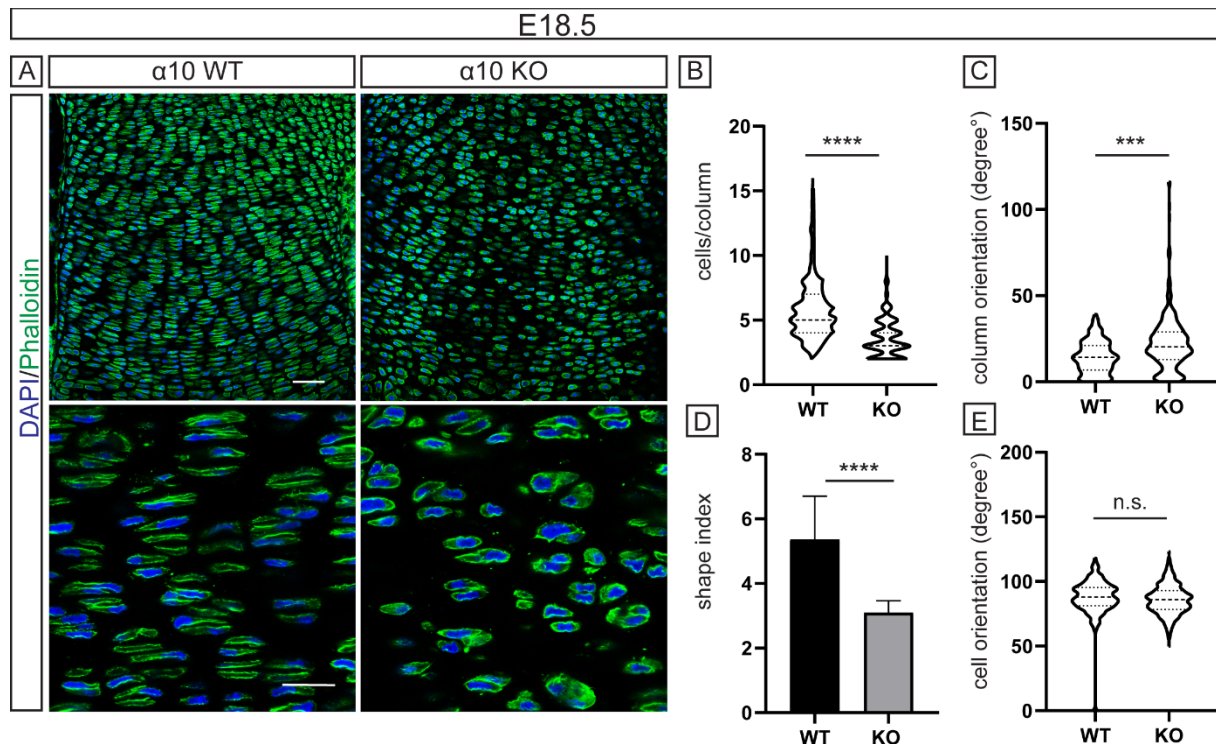 E18.5
A
α10 WT
α10 KO
DAPI/Phalloidin
B
cells/column
20
15
10
5
0
****
WT
KO
C
column orientation (degree°)
150
100
50
0
***
WT
KO
D
shape index
8
6
4
2
0
****
WT
KO
E
cell orientation (degree°)
200
150
100
50
0
n.s.
WT
KO